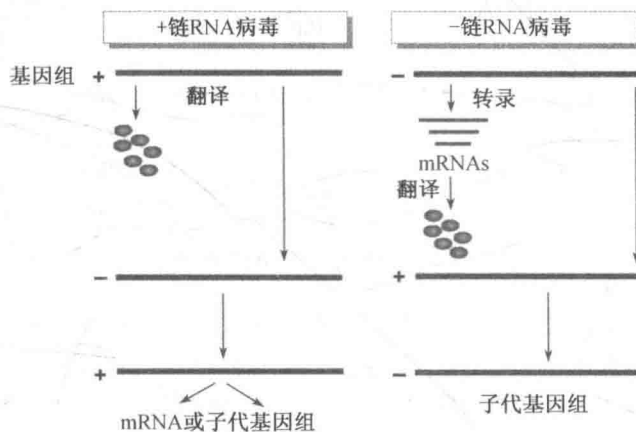 +链RNA病毒
−链RNA病毒
基因组
+
翻译
−
转录
mRNAs
翻译
−
+
+
mRNA或子代基因组
−
子代基因组